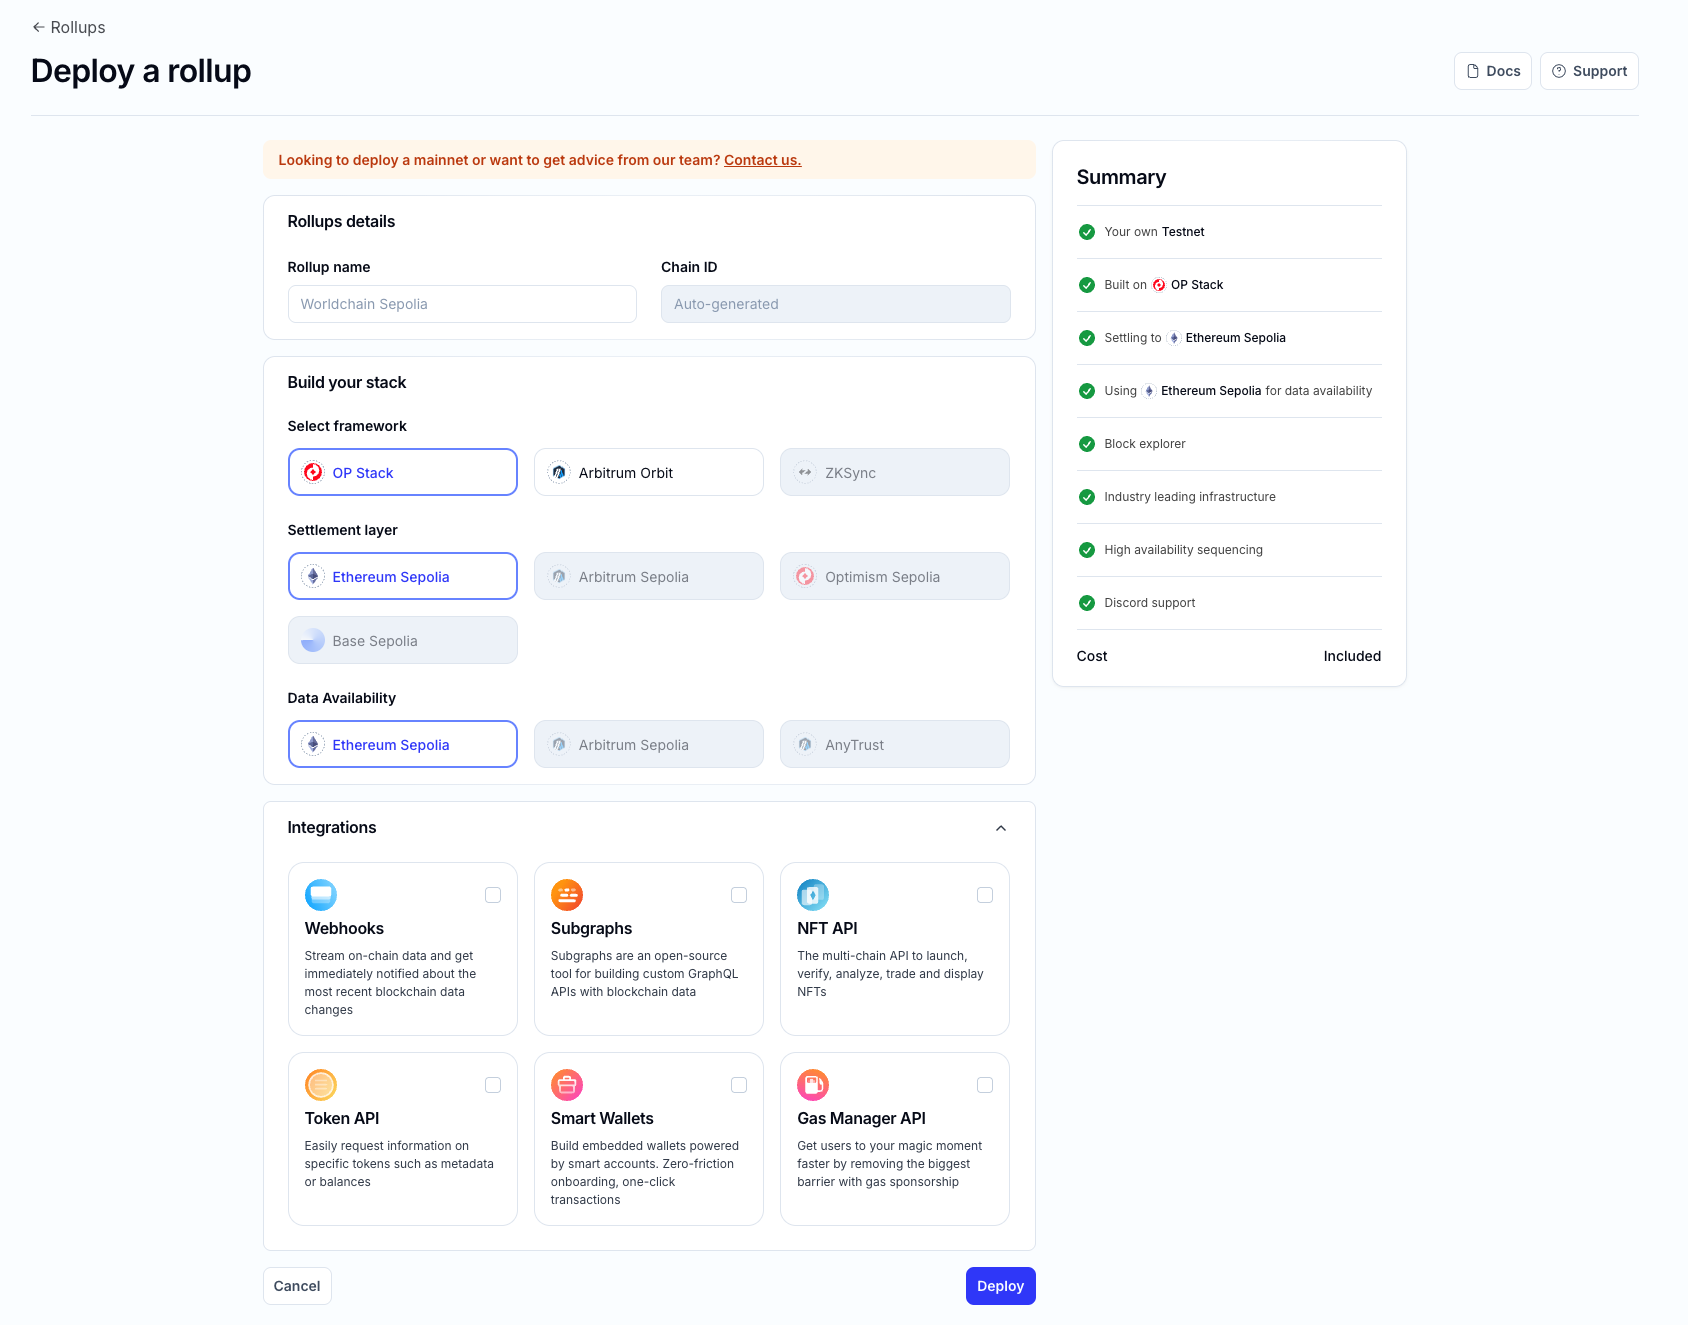 Rollups
Deploy a rollup
Docs
Support
Looking to deploy a mainnet or want to get advice from our team? Contact us.
Rollups details
Rollup name
Chain ID
Worldchain Sepolia
Auto-generated
Build your stack
Select framework
OP Stack
Arbitrum Orbit
ZKSync
Settlement layer
Ethereum Sepolia
Arbitrum Sepolia
Optimism Sepolia
Base Sepolia
Data Availability
Ethereum Sepolia
Arbitrum Sepolia
AnyTrust
Integrations
Webhooks
Stream on-chain data and get
immediately notified about the
most recent blockchain data
changes
Subgraphs
Subgraphs are an open-source
tool for building custom GraphQL
APIs with blockchain data
NFT API
The multi-chain API to launch,
verify, analyze, trade and display
NFTs
Token API
Easily request information on
specific tokens such as metadata
or balances
Smart Wallets
Build embedded wallets powered
by smart accounts. Zero-friction
onboarding, one-click
transactions
Gas Manager API
Get users to your magic moment
faster by removing the biggest
barrier with gas sponsorship
Cancel
Deploy
Summary
Your own Testnet
Built on OP Stack
Settling to Ethereum Sepolia
Using Ethereum Sepolia for data availability
Block explorer
Industry leading infrastructure
High availability sequencing
Discord support
Cost
Included